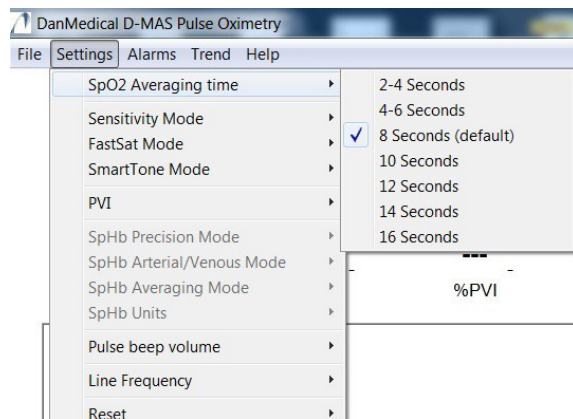 DanMedical D-MAS Pulse Oximetry
File Settings Alarms Trend Help
SpO2 Averaging time
Sensitivity Mode
FastSat Mode
SmartTone Mode
PVI
SpHb Precision Mode
SpHb Arterial/Venous Mode
SpHb Averaging Mode
SpHb Units
Pulse beep volume
Line Frequency
Reset
2-4 Seconds
4-6 Seconds
8 Seconds (default)
10 Seconds
12 Seconds
14 Seconds
16 Seconds
---
%PVI